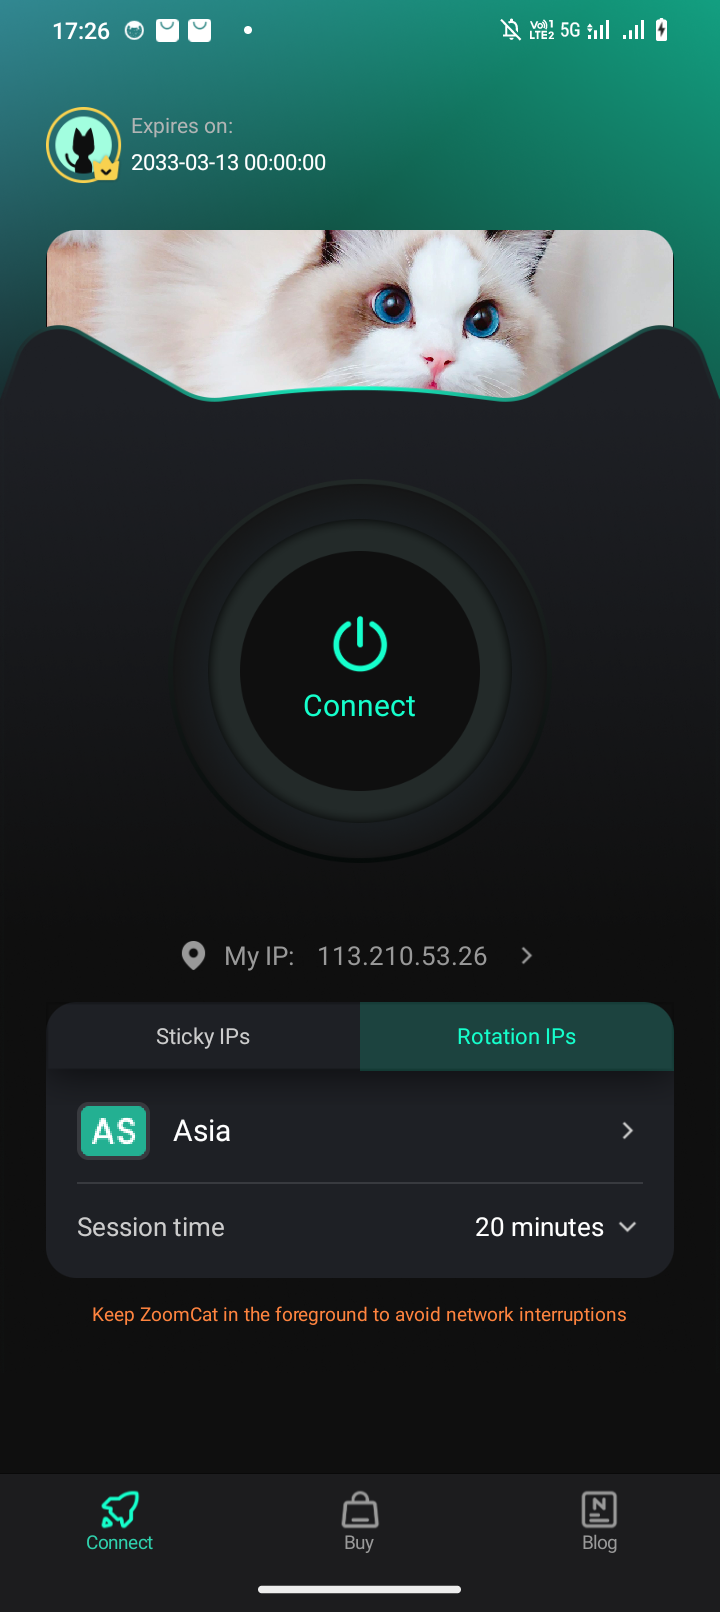 17:26
Vo)) 1
LTE2 5G
Expires on:
2033-03-13 00:00:00
Connect
My IP: 113.210.53.26
Sticky IPs Rotation IPs
AS Asia
Session time 20 minutes
Keep ZoomCat in the foreground to avoid network interruptions
Connect Buy Blog